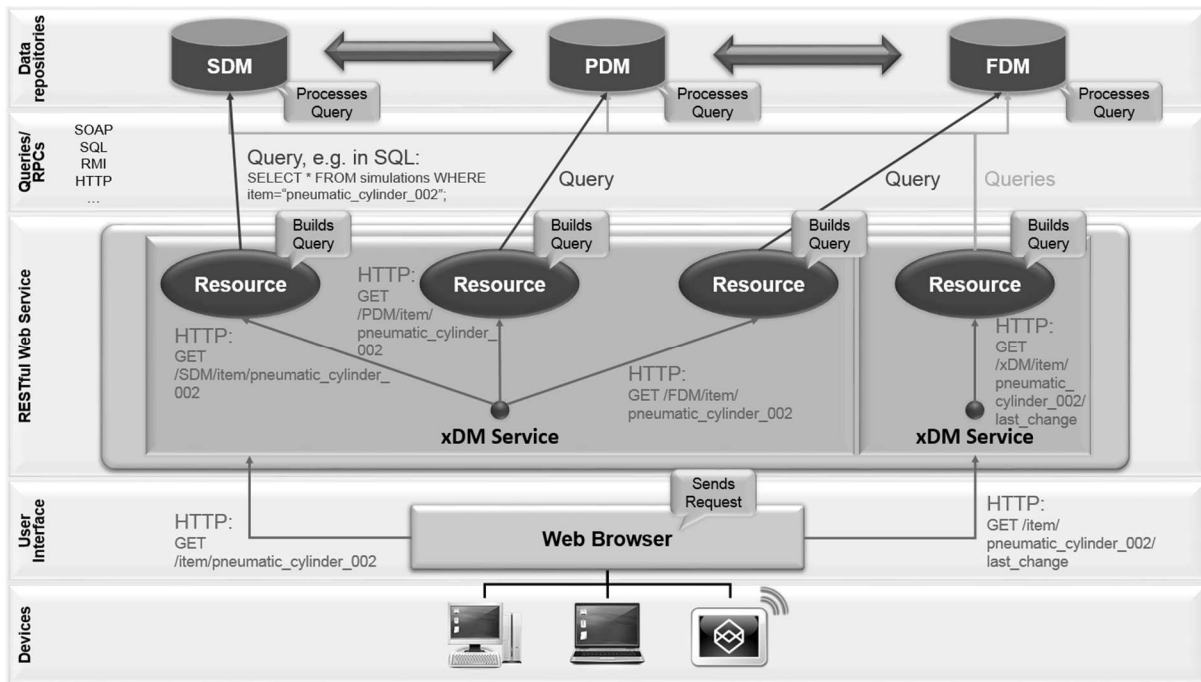 Data
repositories
SDM
PDM
FDM
Processes
Query
Processes
Query
Processes
Query
Queries/
RPCs
SOAP
SQL
RMI
HTTP
...
Query, e.g. in SQL:
SELECT * FROM simulations WHERE
item=“pneumatic_cylinder_002”;
Query
Query
Queries
RESTful Web Service
Builds
Query
Builds
Query
Builds
Query
Builds
Query
Resource
Resource
Resource
Resource
HTTP:
GET
/SDM/item/pneumatic_cylinder_
002
HTTP:
GET
/PDM/item/
pneumatic_cylinder_
002
HTTP:
GET /FDM/item/
pneumatic_cylinder_002
HTTP:
GET
/xDM/item/
pneumatic_
cylinder_002/
last_change
xDM Service
xDM Service
User
Interface
HTTP:
GET
/item/pneumatic_cylinder_002
Sends
Request
Web Browser
HTTP:
GET /item/
pneumatic_cylinder_002/
last_change
Devices